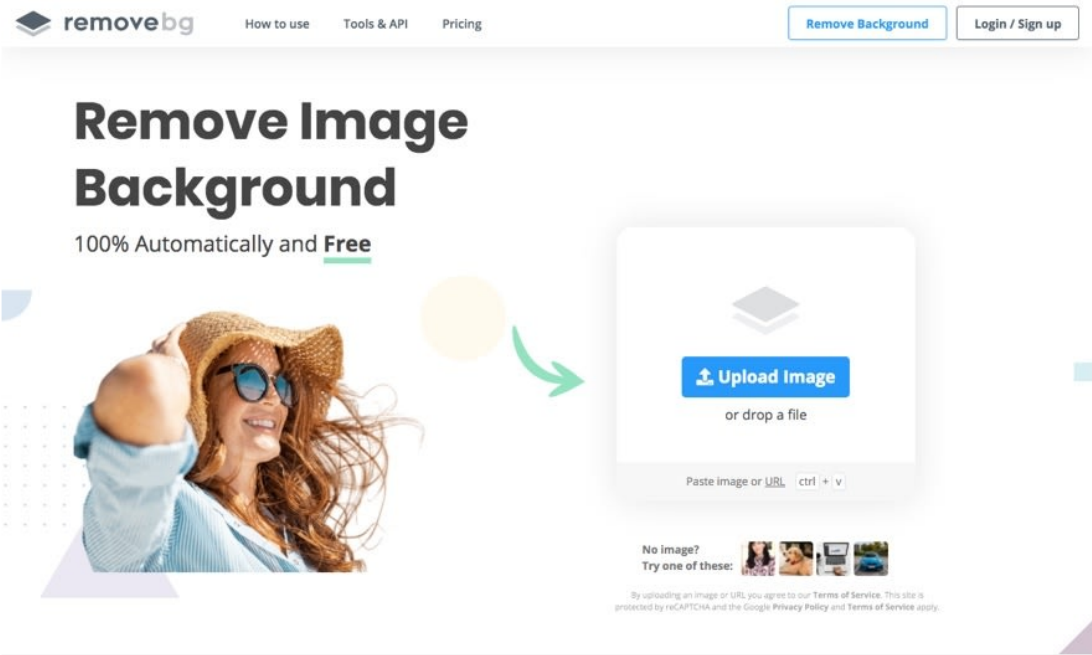 removebg
How to use
Tools & API
Pricing
Remove Background
Login / Sign up
Remove Image
Background
100% Automatically and Free
Upload Image
or drop a file
Paste image or URL ctrl + v
No image?
Try one of these:
By uploading an image or URL you agree to our Terms of Service. This site is
protected by reCAPTCHA and the Google Privacy Policy and Terms of Service apply.